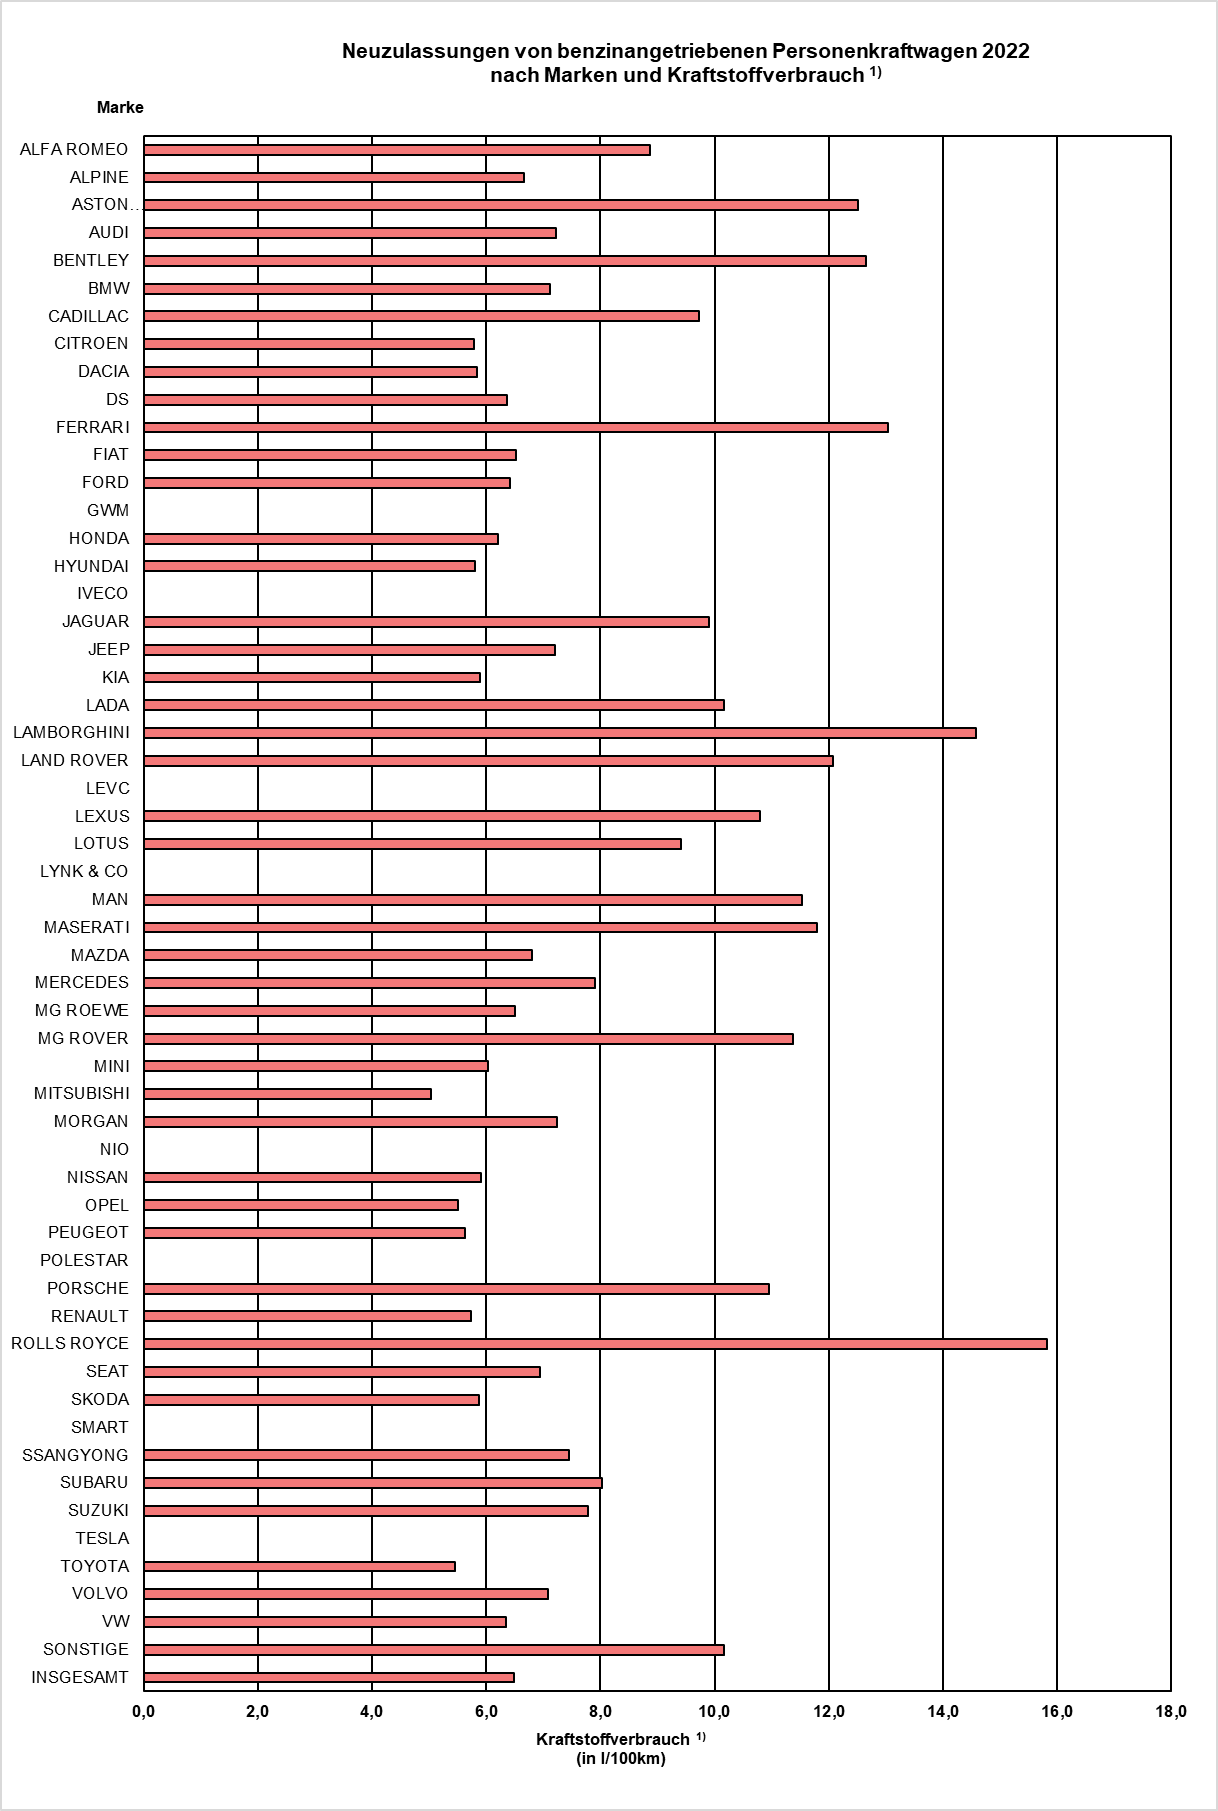 Neuzulassungen von benzinangetriebenen Personenkraftwagen 2022
nach Marken und Kraftstoffverbrauch ¹⁾
Marke
ALFA ROMEO
ALPINE
ASTON...
AUDI
BENTLEY
BMW
CADILLAC
CITROEN
DACIA
DS
FERRARI
FIAT
FORD
GWM
HONDA
HYUNDAI
IVECO
JAGUAR
JEEP
KIA
LADA
LAMBORGHINI
LAND ROVER
LEVC
LEXUS
LOTUS
LYNK & CO
MAN
MASERATI
MAZDA
MERCEDES
MG ROEWE
MG ROVER
MINI
MITSUBISHI
MORGAN
NIO
NISSAN
OPEL
PEUGEOT
POLESTAR
PORSCHE
RENAULT
ROLLS ROYCE
SEAT
SKODA
SMART
SSANGYONG
SUBARU
SUZUKI
TESLA
TOYOTA
VOLVO
VW
SONSTIGE
INSGESAMT
0,0 2,0 4,0 6,0 8,0 10,0 12,0 14,0 16,0 18,0
Kraftstoffverbrauch ¹⁾
(in l/100km)